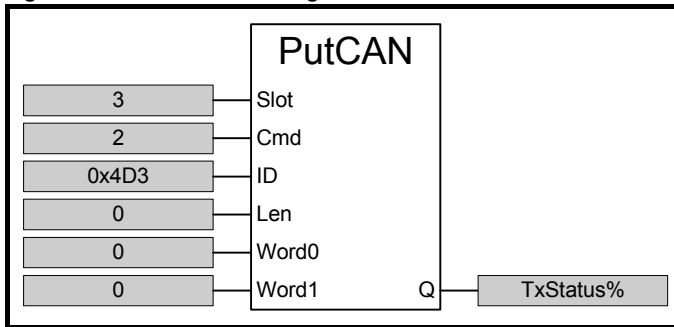 PutCAN
3 Slot
2 Cmd
0x4D3 ID
0 Len
0 Word0
0 Word1 Q TxStatus%